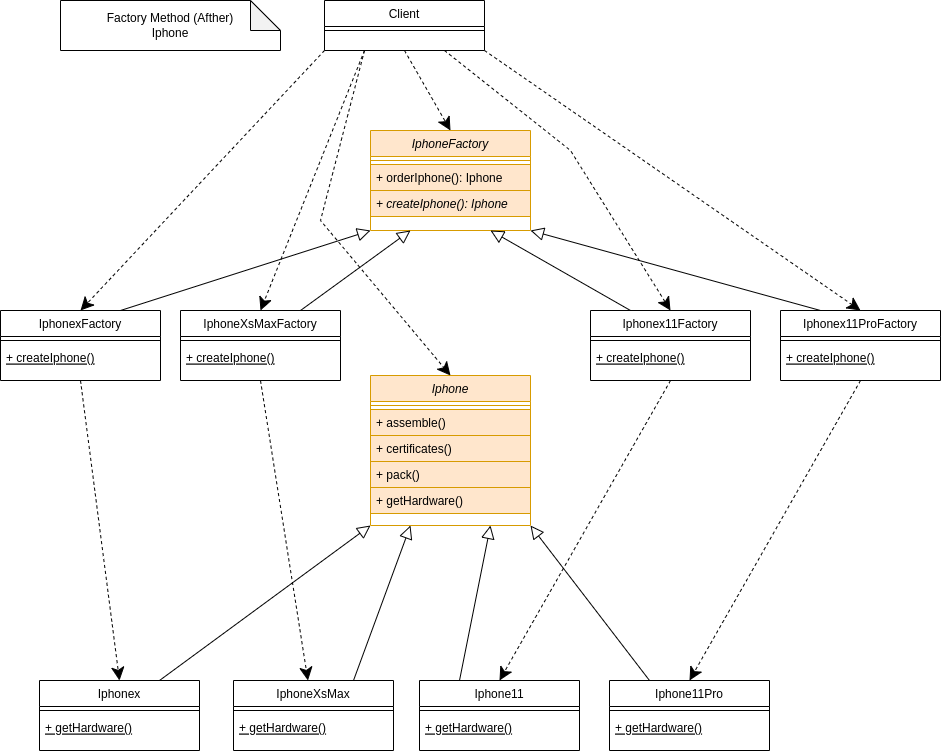 Factory Method (Afther)
Iphone
Client
IphoneFactory
+ orderIphone(): Iphone
+ createIphone(): Iphone
IphonexFactory
+ createIphone()
IphoneXsMaxFactory
+ createIphone()
Iphonex11Factory
+ createIphone()
Iphonex11ProFactory
+ createIphone()
Iphone
+ assemble()
+ certificates()
+ pack()
+ getHardware()
Iphonex
+ getHardware()
IphoneXsMax
+ getHardware()
Iphone11
+ getHardware()
Iphone11Pro
+ getHardware()